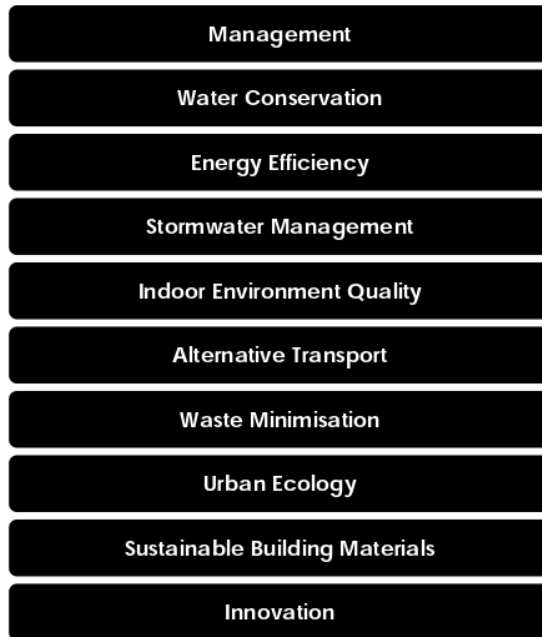 Management
Water Conservation
Energy Efficiency
Stormwater Management
Indoor Environment Quality
Alternative Transport
Waste Minimisation
Urban Ecology
Sustainable Building Materials
Innovation